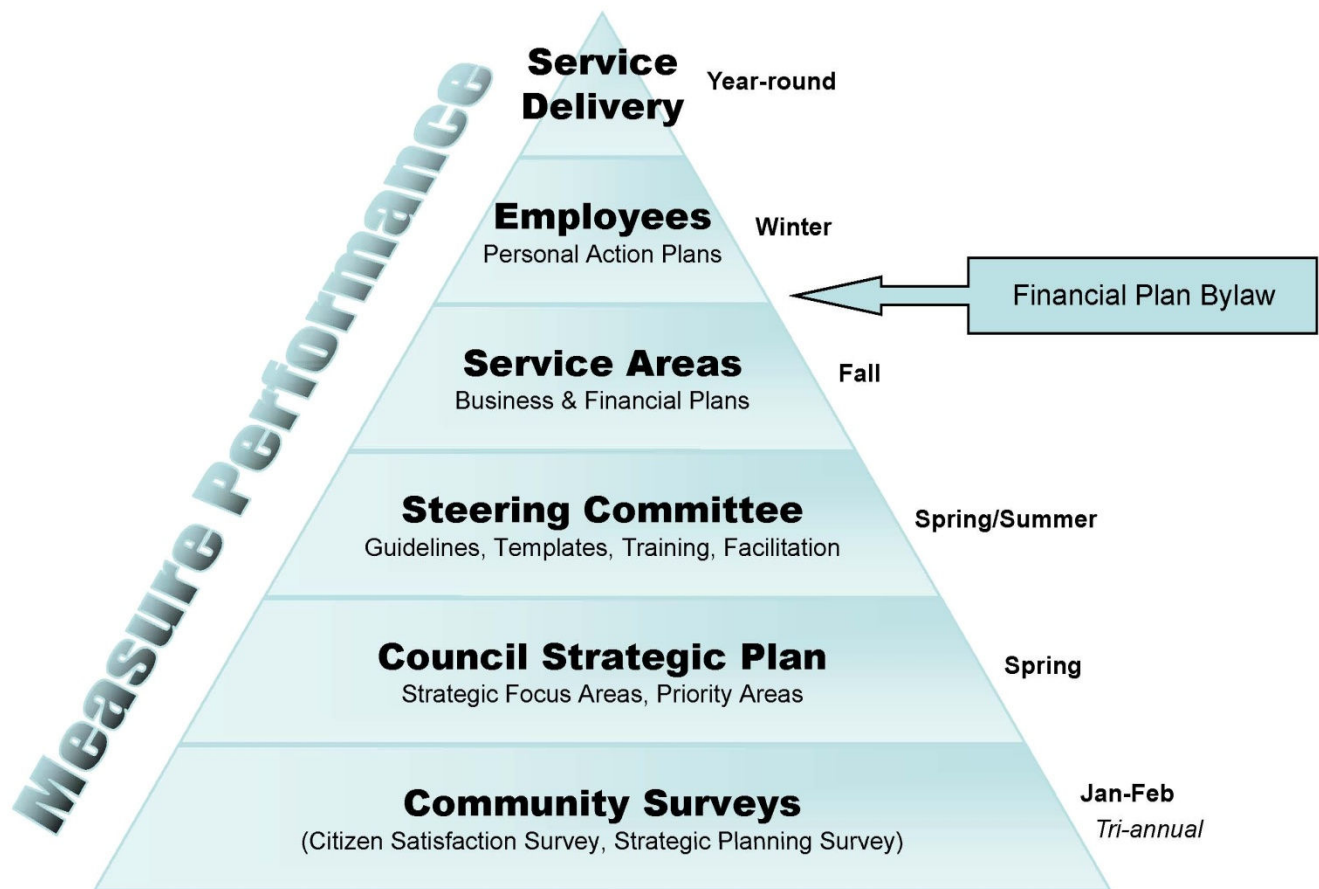 Measure Performance
Service
Delivery
Year-round
Employees
Personal Action Plans
Winter
Financial Plan Bylaw
Service Areas
Business & Financial Plans
Fall
Steering Committee
Guidelines, Templates, Training, Facilitation
Spring/Summer
Council Strategic Plan
Strategic Focus Areas, Priority Areas
Spring
Community Surveys
(Citizen Satisfaction Survey, Strategic Planning Survey)
Jan-Feb
Tri-annual